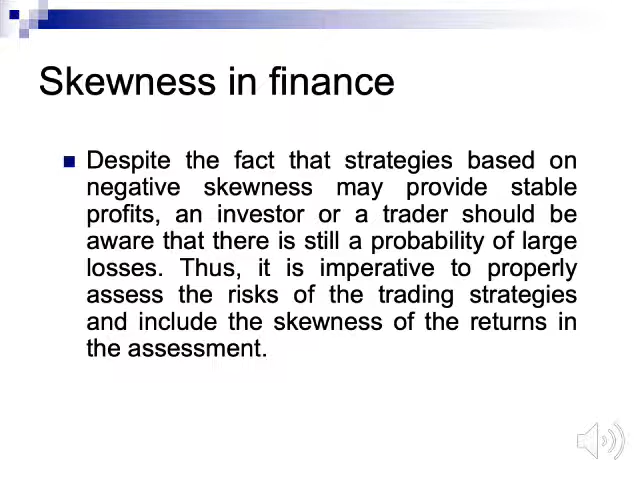 Skewness in finance
Despite the fact that strategies based on
negative skewness may provide stable
profits, an investor or a trader should be
aware that there is still a probability of large
losses. Thus, it is imperative to properly
assess the risks of the trading strategies
and include the skewness of the returns in
the assessment.